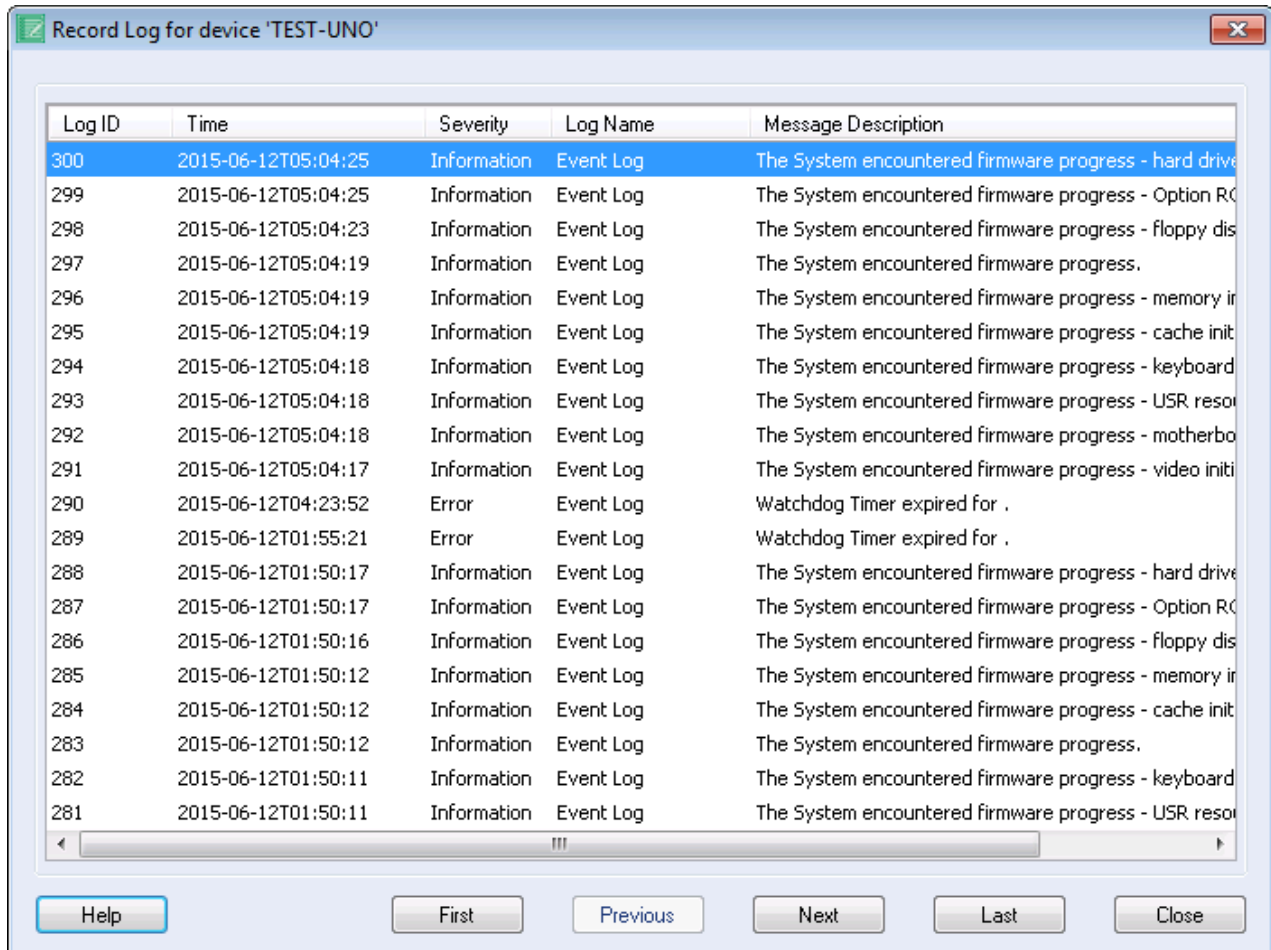 Record Log for device 'TEST-UNO'
Log ID Time Severity Log Name Message Description
300 2015-06-12T05:04:25 Information Event Log The System encountered firmware progress - hard drive
299 2015-06-12T05:04:25 Information Event Log The System encountered firmware progress - Option RO
298 2015-06-12T05:04:23 Information Event Log The System encountered firmware progress - floppy dis
297 2015-06-12T05:04:19 Information Event Log The System encountered firmware progress.
296 2015-06-12T05:04:19 Information Event Log The System encountered firmware progress - memory in
295 2015-06-12T05:04:19 Information Event Log The System encountered firmware progress - cache init
294 2015-06-12T05:04:18 Information Event Log The System encountered firmware progress - keyboard
293 2015-06-12T05:04:18 Information Event Log The System encountered firmware progress - USR resou
292 2015-06-12T05:04:18 Information Event Log The System encountered firmware progress - motherbo
291 2015-06-12T05:04:17 Information Event Log The System encountered firmware progress - video initi
290 2015-06-12T04:23:52 Error Event Log Watchdog Timer expired for .
289 2015-06-12T01:55:21 Error Event Log Watchdog Timer expired for .
288 2015-06-12T01:50:17 Information Event Log The System encountered firmware progress - hard drive
287 2015-06-12T01:50:17 Information Event Log The System encountered firmware progress - Option RO
286 2015-06-12T01:50:16 Information Event Log The System encountered firmware progress - floppy dis
285 2015-06-12T01:50:12 Information Event Log The System encountered firmware progress - memory in
284 2015-06-12T01:50:12 Information Event Log The System encountered firmware progress - cache init
283 2015-06-12T01:50:12 Information Event Log The System encountered firmware progress.
282 2015-06-12T01:50:11 Information Event Log The System encountered firmware progress - keyboard
281 2015-06-12T01:50:11 Information Event Log The System encountered firmware progress - USR resou
Help First Previous Next Last Close